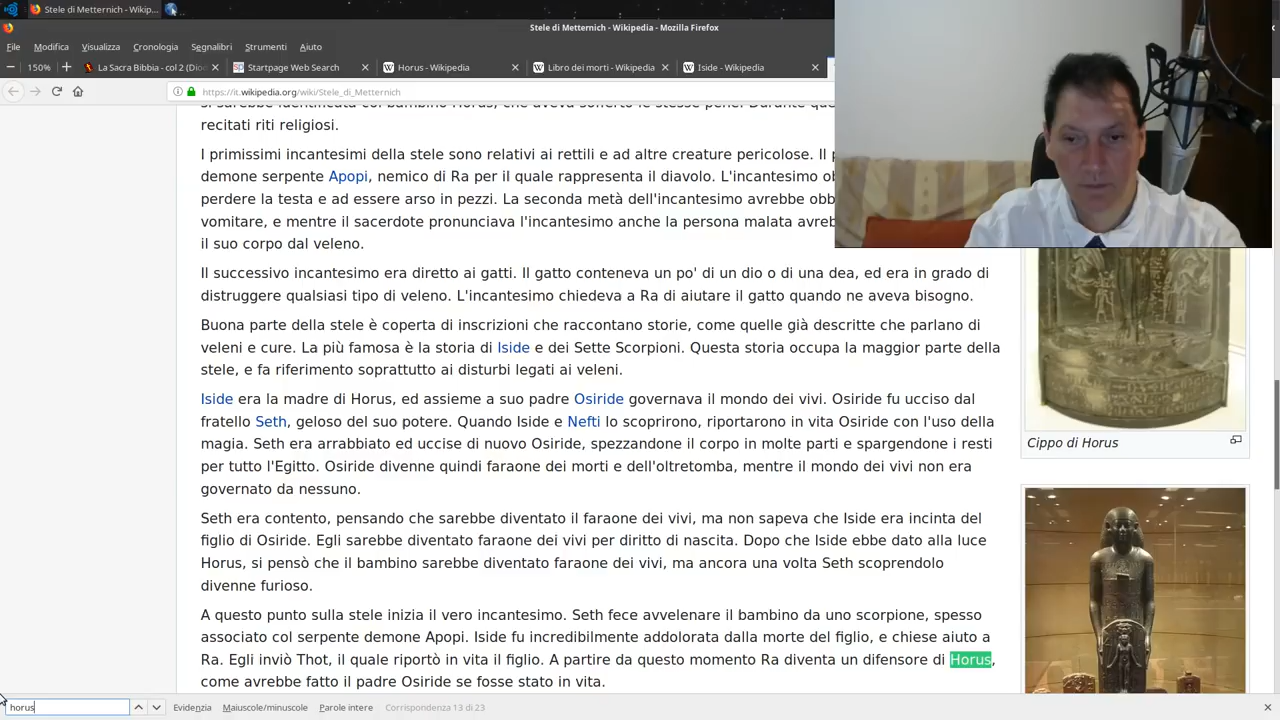 Stele di Metternich - Wikip...
Stele di Metternich - Wikipedia - Mozilla Firefox
File Modifica Visualizza Cronologia Segnalibri Strumenti Aiuto
150% La Sacra Bibbia - col 2 (Dioc Startpage Web Search Horus - Wikipedia Libro dei morti - Wikipedia Iside - Wikipedia
https://it.wikipedia.org/wiki/Stele_di_Metternich
si sarebbe identificata col bambino Horus, che aveva sofferto le stesse pene. Durante
recitati riti religiosi.
I primissimi incantesimi della stele sono relativi ai rettili e ad altre creature pericolose. Il
demone serpente Apopi, nemico di Ra per il quale rappresenta il diavolo. L'incantesimo
perdere la testa e ad essere arso in pezzi. La seconda metà dell'incantesimo avrebbe
vomitare, e mentre il sacerdote pronunciava l'incantesimo anche la persona malata
il suo corpo dal veleno.
Il successivo incantesimo era diretto ai gatti. Il gatto conteneva un po' di un dio o di una dea, ed era in grado di
distruggere qualsiasi tipo di veleno. L'incantesimo chiedeva a Ra di aiutare il gatto quando ne aveva bisogno.
Buona parte della stele è coperta di inscrizioni che raccontano storie, come quelle già descritte che parlano di
veleni e cure. La più famosa è la storia di Iside e dei Sette Scorpioni. Questa storia occupa la maggior parte della
stele, e fa riferimento soprattutto ai disturbi legati ai veleni.
Iside era la madre di Horus, ed assieme a suo padre Osiride governava il mondo dei vivi. Osiride fu ucciso dal
fratello Seth, geloso del suo potere. Quando Iside e Nefti lo scoprirono, riportarono in vita Osiride con l'uso della
magia. Seth era arrabbiato ed uccise di nuovo Osiride, spezzandone il corpo in molte parti e spargendone i resti
per tutto l'Egitto. Osiride divenne quindi faraone dei morti e dell'oltretomba, mentre il mondo dei vivi non era
governato da nessuno.
Seth era contento, pensando che sarebbe diventato il faraone dei vivi, ma non sapeva che Iside era incinta del
figlio di Osiride. Egli sarebbe diventato faraone dei vivi per diritto di nascita. Dopo che Iside ebbe dato alla luce
Horus, si pensò che il bambino sarebbe diventato faraone dei vivi, ma ancora una volta Seth scoprendolo
divenne furioso.
A questo punto sulla stele inizia il vero incantesimo. Seth fece avvelenare il bambino da uno scorpione, spesso
associato col serpente demone Apopi. Iside fu incredibilmente addolorata dalla morte del figlio, e chiese aiuto a
Ra. Egli inviò Thot, il quale riportò in vita il figlio. A partire da questo momento Ra diventa un difensore di Horus,
come avrebbe fatto il padre Osiride se fosse stato in vita.
Cippo di Horus
horus Evidenzia Maiuscole/minuscole Parole intere Corrispondenza 13 di 23